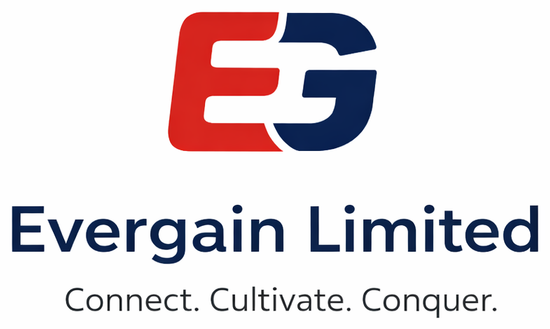 EG
Evergain Limited
Connect. Cultivate. Conquer.